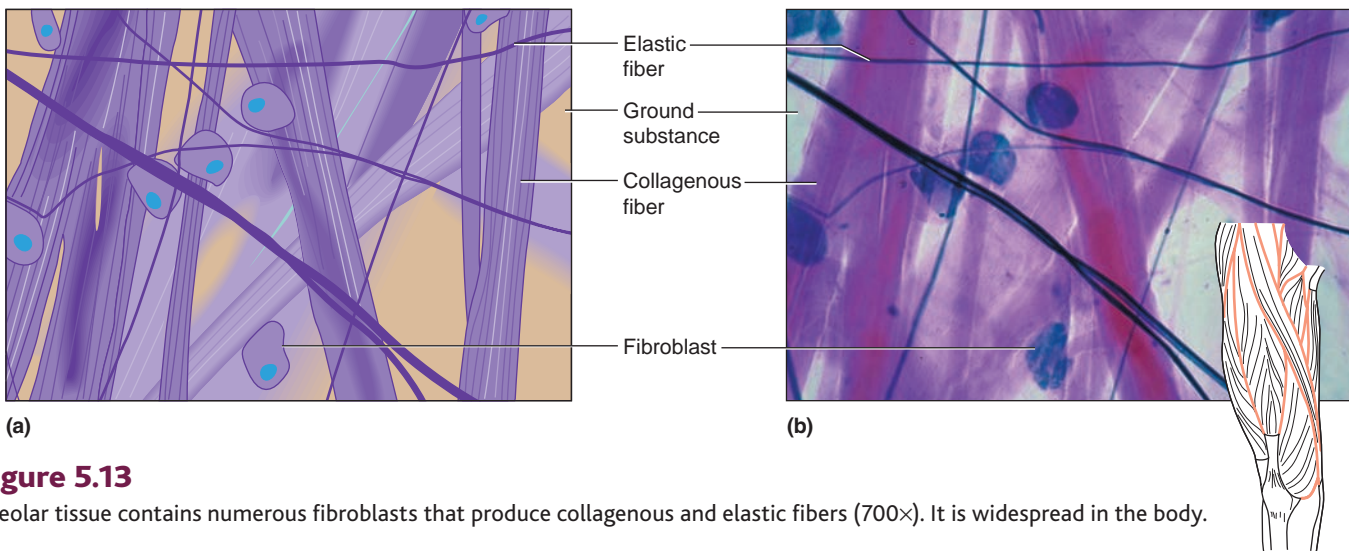 Elastic
fiber
Ground
substance
Collagenous
fiber
Fibroblast
(a)
(b)
gure 5.13
eolar tissue contains numerous fibroblasts that produce collagenous and elastic fibers (700×). It is widespread in the body.